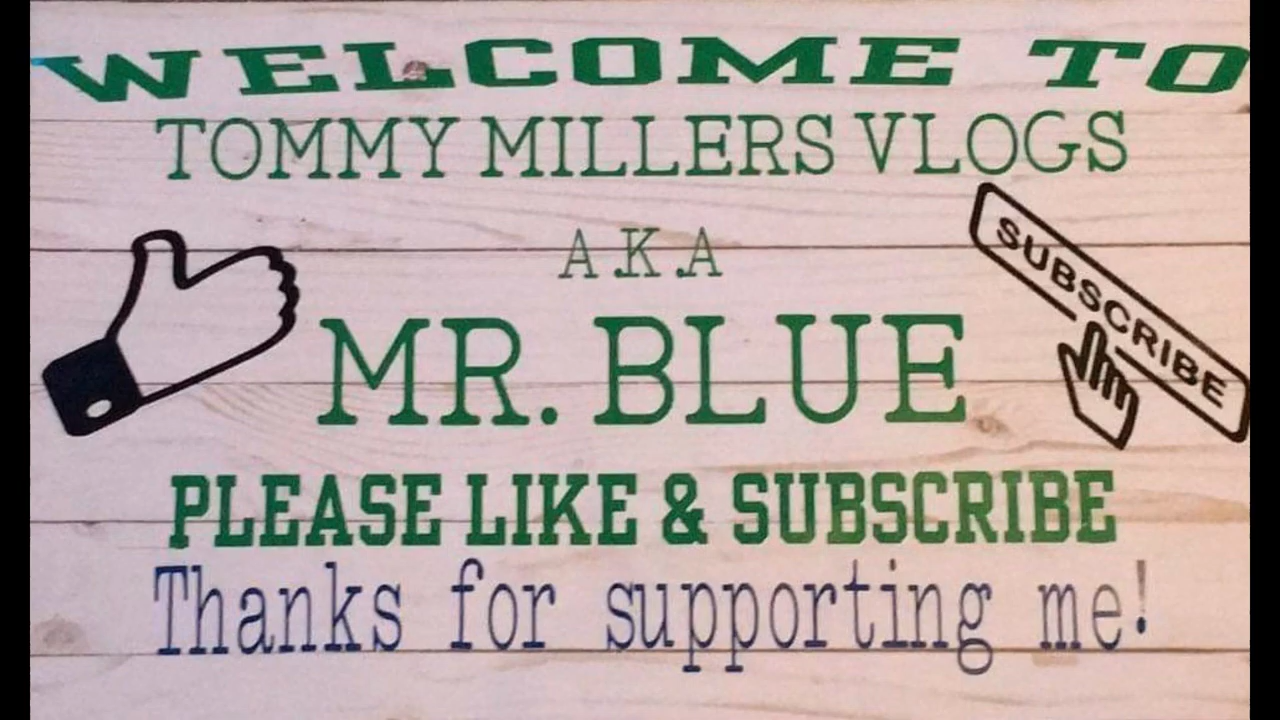 WELCOME TO
TOMMY MILLERS VLOGS
A.K.A
MR. BLUE
SUBSCRIBE
PLEASE LIKE & SUBSCRIBE
Thanks for supporting me!